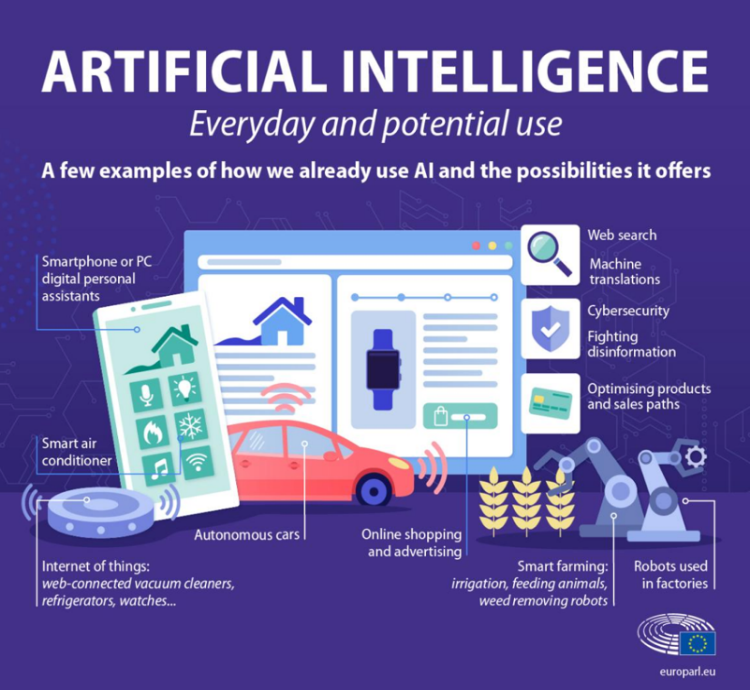 ARTIFICIAL INTELLIGENCE
Everyday and potential use
A few examples of how we already use AI and the possibilities it offers
Smartphone or PC
digital personal
assistants
Web search
Machine
translations
Cybersecurity
Fighting
disinformation
Optimising products
and sales paths
Smart air
conditioner
Autonomous cars
Online shopping
and advertising
Internet of things:
web-connected vacuum cleaners,
refrigerators, watches...
Smart farming:
irrigation, feeding animals,
weed removing robots
Robots used
in factories
europarl.eu